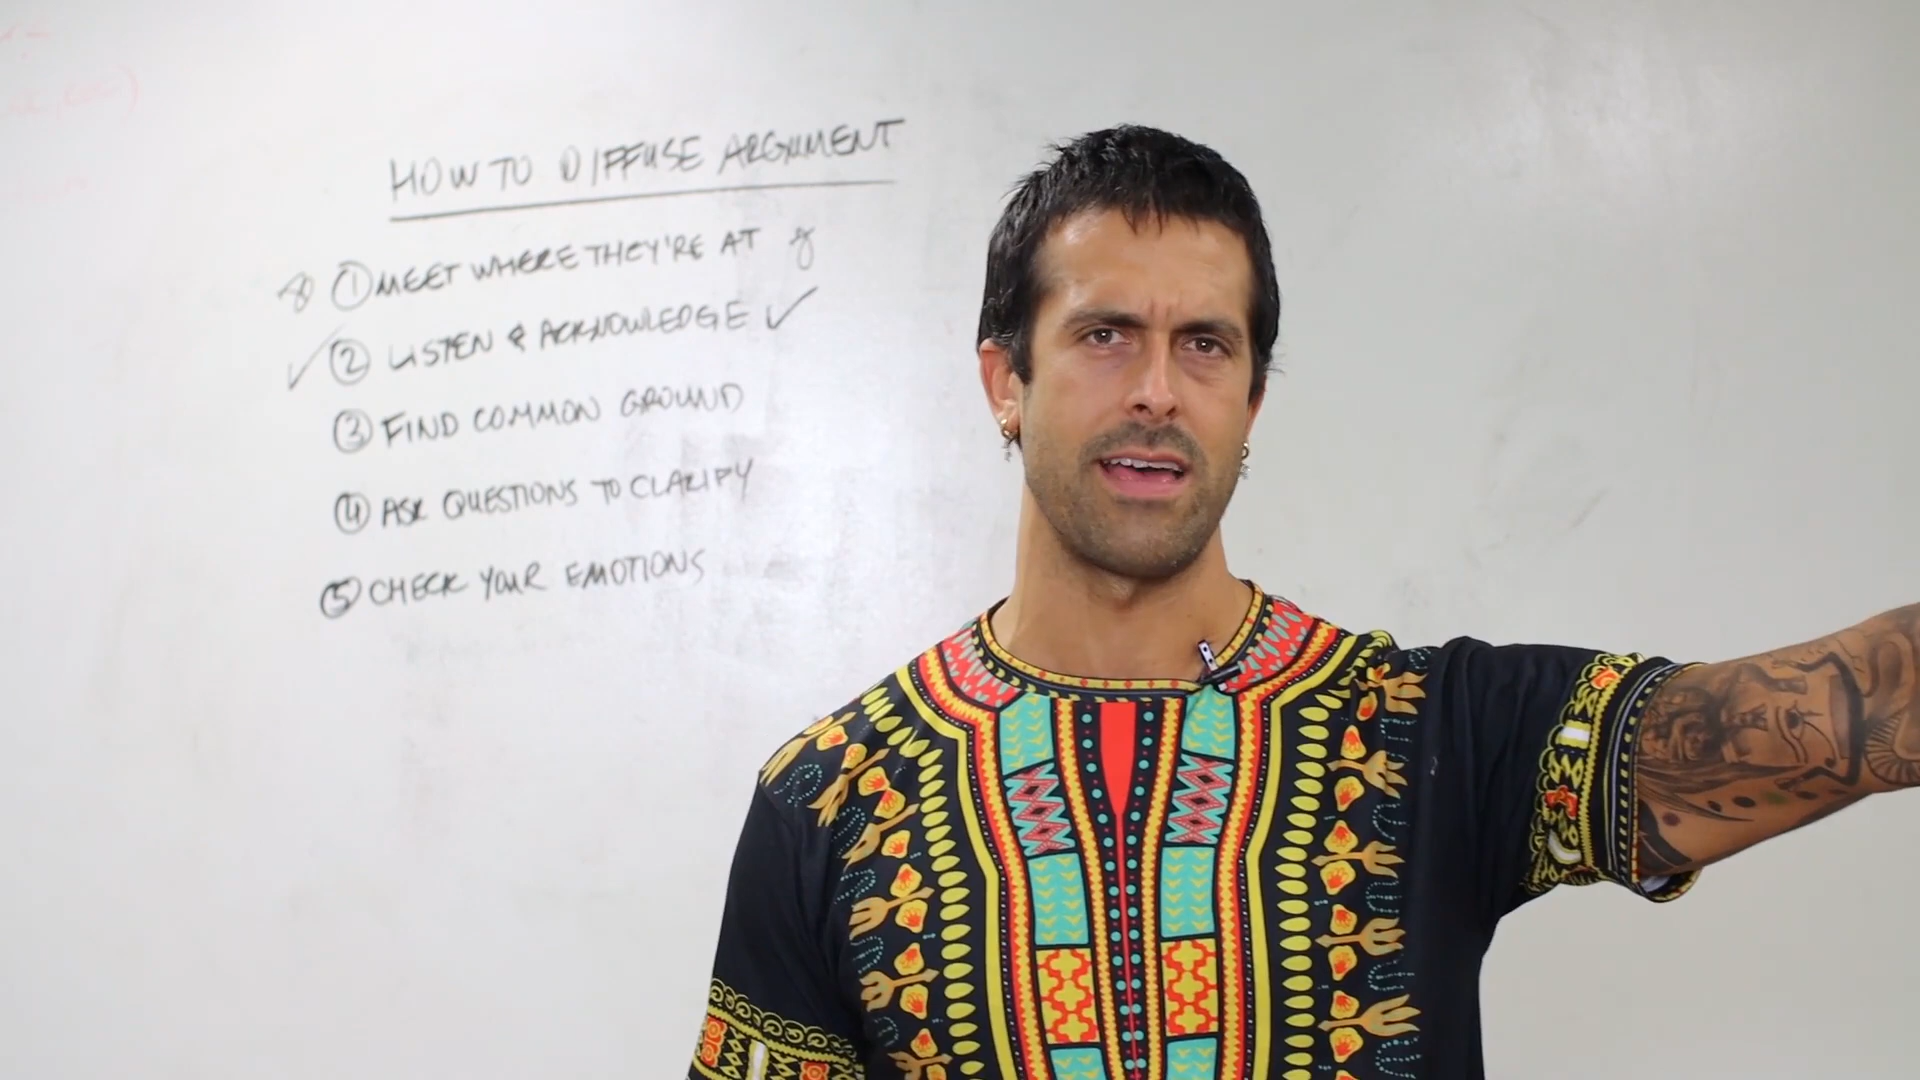 HOW TO DIFFUSE ARGUMENT
① MEET WHERE THEY'RE AT
② LISTEN & ACKNOWLEDGE
③ FIND COMMON GROUND
④ ASK QUESTIONS TO CLARIFY
⑤ CHECK YOUR EMOTIONS